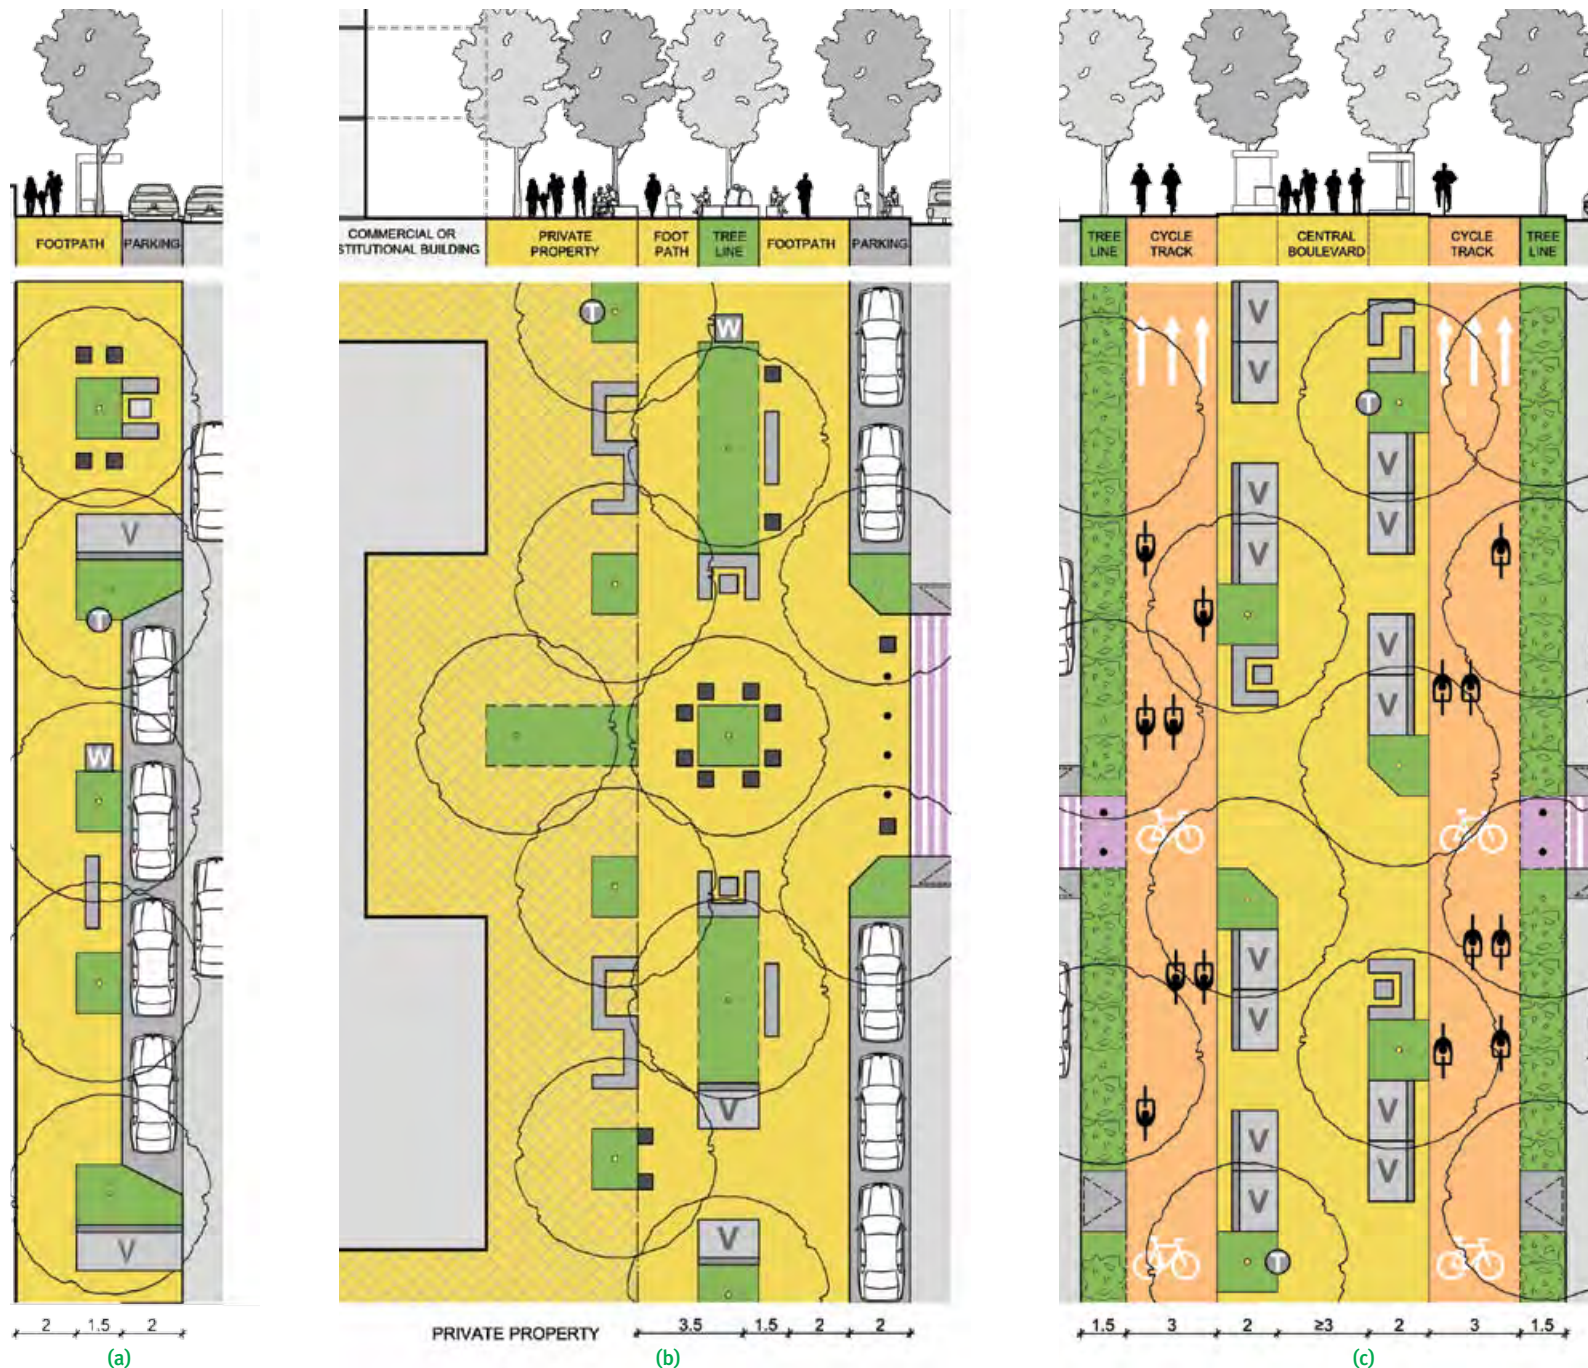 FOOTPATH PARKING
COMMERCIAL OR
STITUTIONAL BUILDING
PRIVATE
PROPERTY
FOOT
PATH
TREE
LINE
FOOTPATH
PARKING
TREE
LINE
CYCLE
TRACK
CENTRAL
BOULEVARD
CYCLE
TRACK
TREE
LINE
V
T
W
V
T
W
V
V
V
V
V
V
T
V
V
V
V
V
V
V
V
V
V
V
V
T
2 1.5 2
(a)
PRIVATE PROPERTY 3.5 1.5 2 2
(b)
1.5 3 2 ≥3 2 3 1.5
(c)